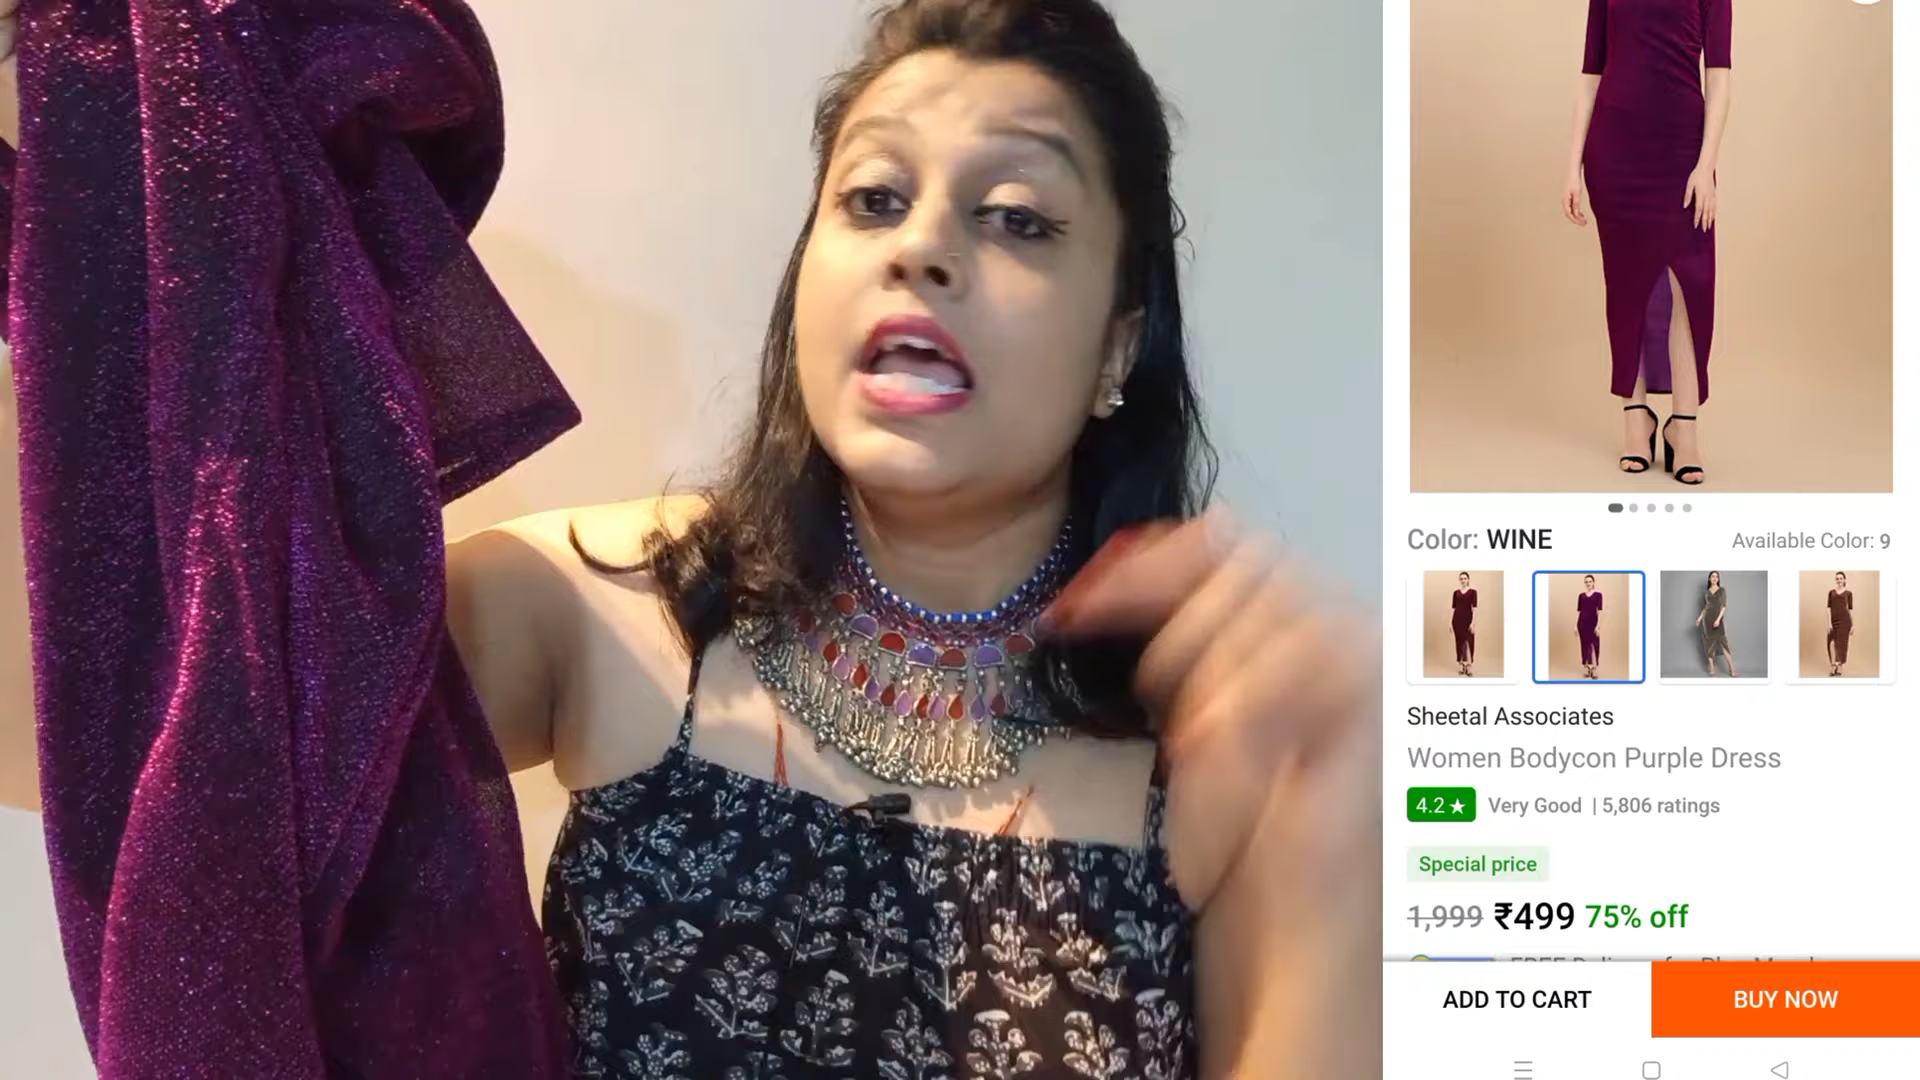 Color: WINE
Available Color: 9
Sheetal Associates
Women Bodycon Purple Dress
4.2★ Very Good | 5,806 ratings
Special price
1,999 ₹499 75% off
ADD TO CART
BUY NOW